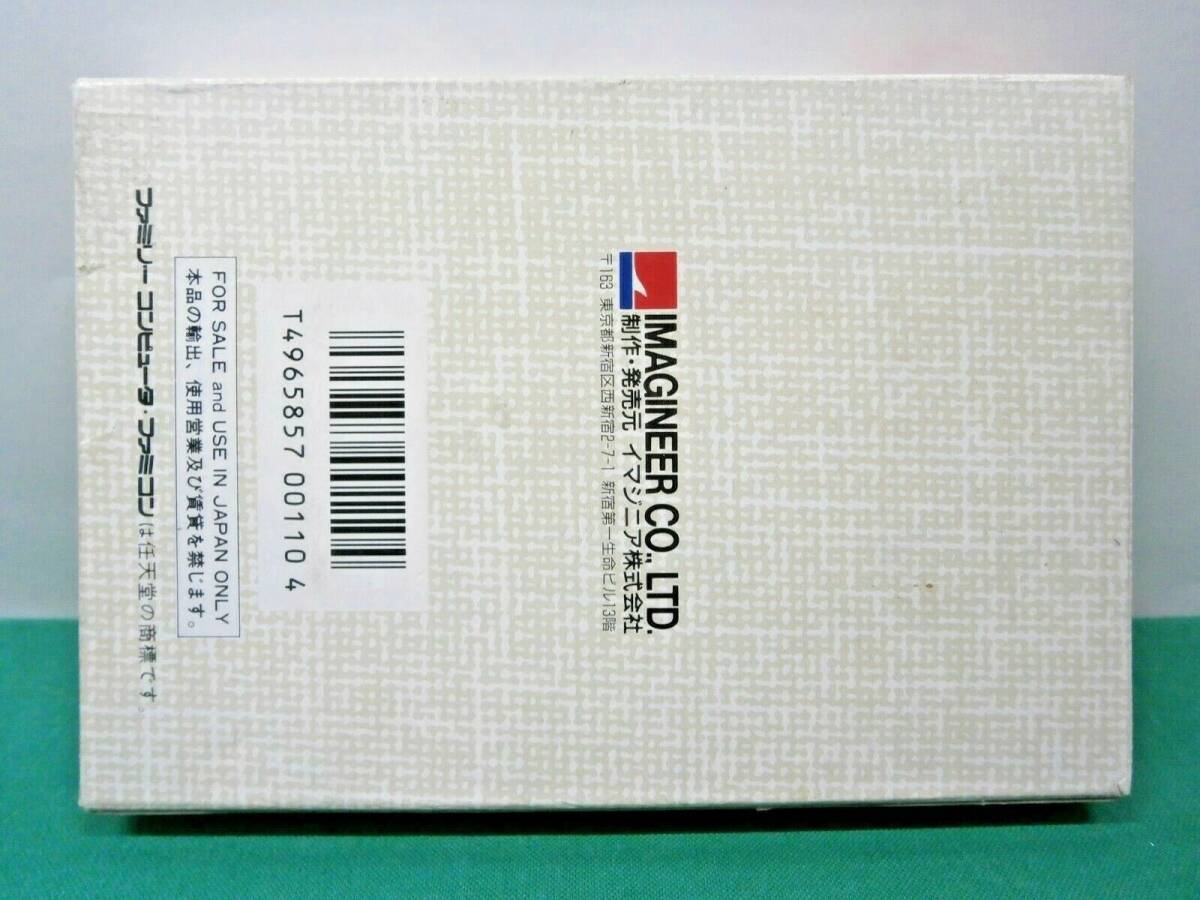 IMAGINEER CO., LTD.
制作・発売元 イマジニア株式会社
〒163 東京都新宿区西新宿2-7-1 新宿第一生命ビル13階
T4965857 00110 4
FOR SALE and USE IN JAPAN ONLY
本品の輸出、使用営業及び賃貸を禁じます。
ファミリー コンピュータ・ファミコンは任天堂の商標です。